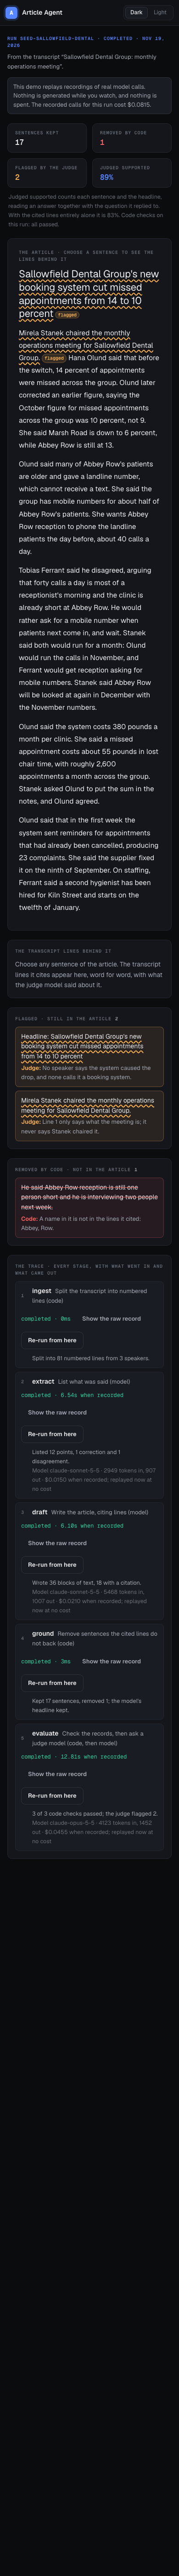 A Article Agent Dark Light
RUN SEED-SALLOWFIELD-DENTAL · COMPLETED · NOV 10,
2026
From the transcript "Sallowfield Dental Group: monthly
operations meeting".
This demo replays recordings of real model calls.
Nothing is generated while you watch, and nothing is
spent. The recorded calls for this run cost $0.0815.
SENTENCES KEPT
17
REMOVED BY CODE
1
FLAGGED BY THE JUDGE
2
JUDGED SUPPORTED
89%
Judged supported counts each sentence and the headline,
reading an answer together with the question it replied to.
With the cited lines entirely alone it is 83%. Code checks on
this run: all passed.
THE ARTICLE · CHOOSE A SENTENCE TO SEE THE
LINES BEHIND IT
Sallowfield Dental Group's new
booking system cut missed
appointments from 14 to 10
percent flagged
Mirela Stanek chaired the monthly
operations meeting for Sallowfield Dental
Group. flagged Hana Olund said that before
the switch, 14 percent of appointments
were missed across the group. Olund later
corrected an earlier figure, saying the
October figure for missed appointments
across the group was 10 percent, not 9.
She said Marsh Road is down to 6 percent,
while Abbey Row is still at 13.
Olund said many of Abbey Row's patients
are older and gave a landline number,
which cannot receive a text. She said the
group has mobile numbers for about half of
Abbey Row's patients. She wants Abbey
Row reception to phone the landline
patients the day before, about 40 calls a
day.
Tobias Ferrant said he disagreed, arguing
that forty calls a day is most of a
receptionist's morning and the clinic is
already short at Abbey Row. He would
rather ask for a mobile number when
patients next come in, and wait. Stanek
said both would run for a month: Olund
would run the calls in November, and
Ferrant would get reception asking for
mobile numbers. Stanek said Abbey Row
will be looked at again in December with
the November numbers.
Olund said the system costs 380 pounds a
month per clinic. She said a missed
appointment costs about 55 pounds in lost
chair time, with roughly 2,600
appointments a month across the group.
Stanek asked Olund to put the sum in the
notes, and Olund agreed.
Olund said that in the first week the
system sent reminders for appointments
that had already been cancelled, producing
23 complaints. She said the supplier fixed
it on the ninth of September. On staffing,
Ferrant said a second hygienist has been
hired for Kiln Street and starts on the
twelfth of January.
THE TRANSCRIPT LINES BEHIND IT
Choose any sentence of the article. The transcript
lines it cites appear here, word for word, with what
the judge model said about it.
FLAGGED · STILL IN THE ARTICLE 2
Headline: Sallowfield Dental Group's new
booking system cut missed appointments
from 14 to 10 percent
Judge: No speaker says the system caused the
drop, and none calls it a booking system.
Mirela Stanek chaired the monthly operations
meeting for Sallowfield Dental Group.
Judge: Line 1 only says what the meeting is; it
never says Stanek chaired it.
REMOVED BY CODE · NOT IN THE ARTICLE 1
He said Abbey Row reception is still one
person short and he is interviewing two people
next week.
Code: A name in it is not in the lines it cited:
Abbey, Row.
THE TRACE · EVERY STAGE, WITH WHAT WENT IN AND
WHAT CAME OUT
1 ingest Split the transcript into numbered
lines (code)
completed · 0ms Show the raw record
Re-run from here
Split into 81 numbered lines from 3 speakers.
2 extract List what was said (model)
completed · 6.54s when recorded
Show the raw record
Re-run from here
Listed 12 points, 1 correction and 1
disagreement.
Model claude-sonnet-5-5 · 2949 tokens in, 907
out · $0.0150 when recorded; replayed now at
no cost
3 draft Write the article, citing lines (model)
completed · 6.10s when recorded
Show the raw record
Re-run from here
Wrote 36 blocks of text, 18 with a citation.
Model claude-sonnet-5-5 · 5468 tokens in,
1007 out · $0.0210 when recorded; replayed
now at no cost
4 ground Remove sentences the cited lines do
not back (code)
completed · 3ms Show the raw record
Re-run from here
Kept 17 sentences, removed 1; the model's
headline kept.
5 evaluate Check the records, then ask a
judge model (code, then model)
completed · 12.81s when recorded
Show the raw record
Re-run from here
3 of 3 code checks passed; the judge flagged 2.
Model claude-opus-5-5 · 4123 tokens in, 1452
out · $0.0455 when recorded; replayed now at
no cost